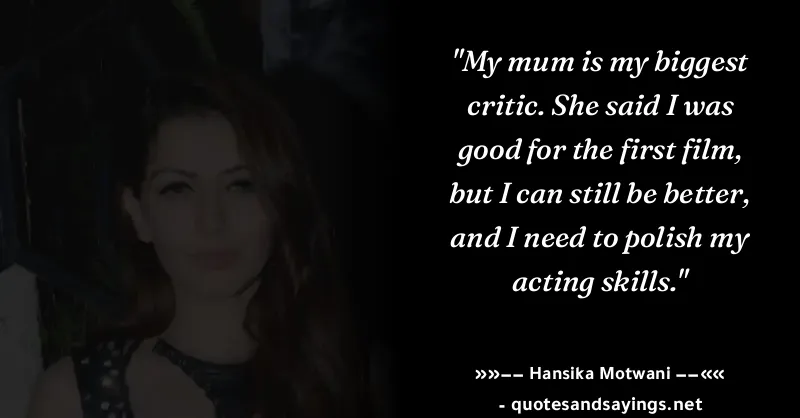 "My mum is my biggest
critic. She said I was
good for the first film,
but I can still be better,
and I need to polish my
acting skills."
»»−− Hansika Motwani −−««
- quotesandsayings.net